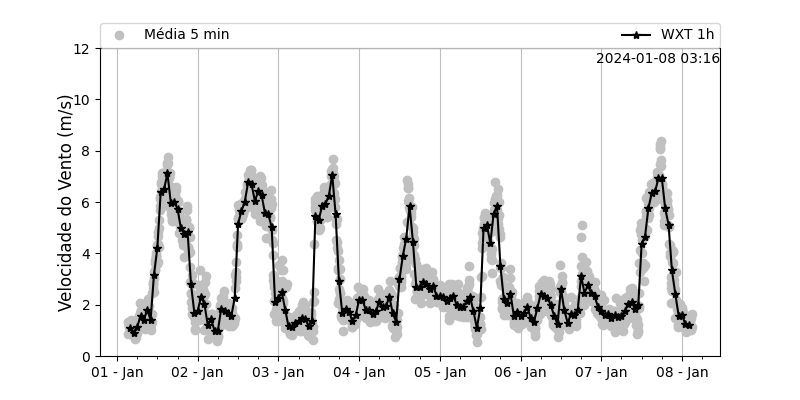 Média 5 min
WXT 1h
2024-01-08 03:16
Velocidade do Vento (m/s)
12
10
8
6
4
2
0
01 - Jan 02 - Jan 03 - Jan 04 - Jan 05 - Jan 06 - Jan 07 - Jan 08 - Jan